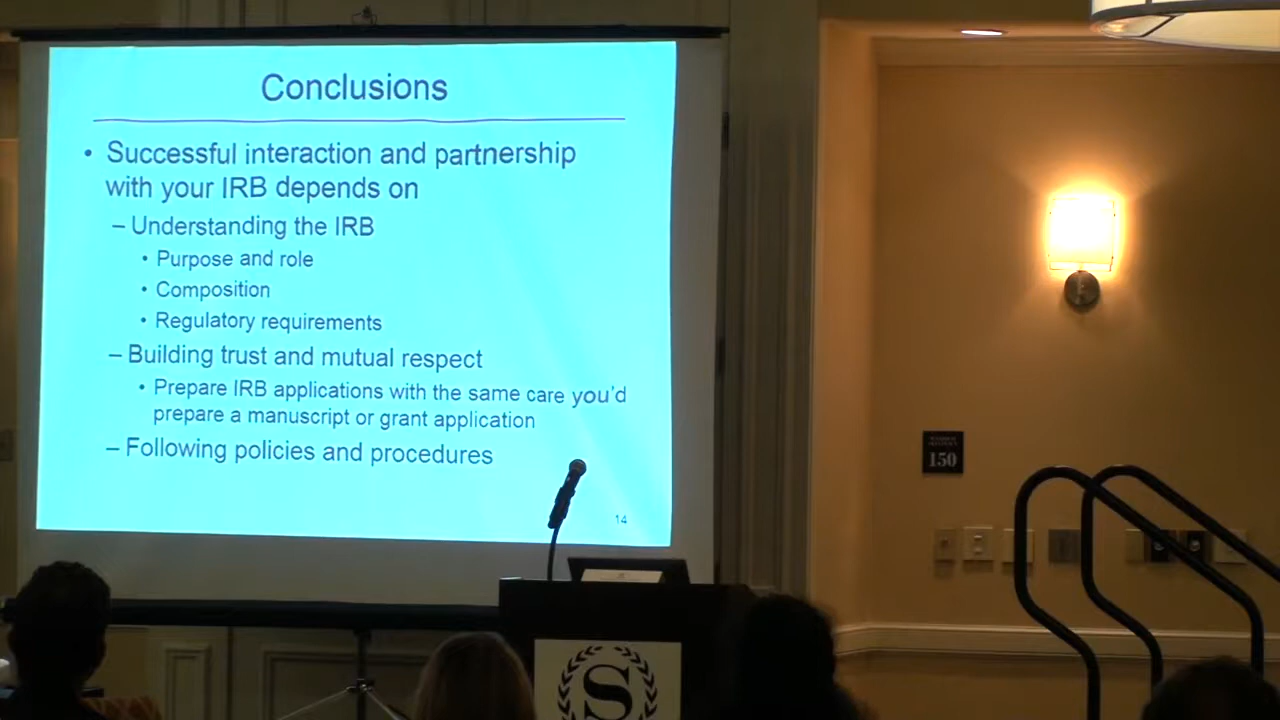 Conclusions
• Successful interaction and partnership
with your IRB depends on
– Understanding the IRB
• Purpose and role
• Composition
• Regulatory requirements
– Building trust and mutual respect
• Prepare IRB applications with the same care you'd
prepare a manuscript or grant application
– Following policies and procedures
14
150
S